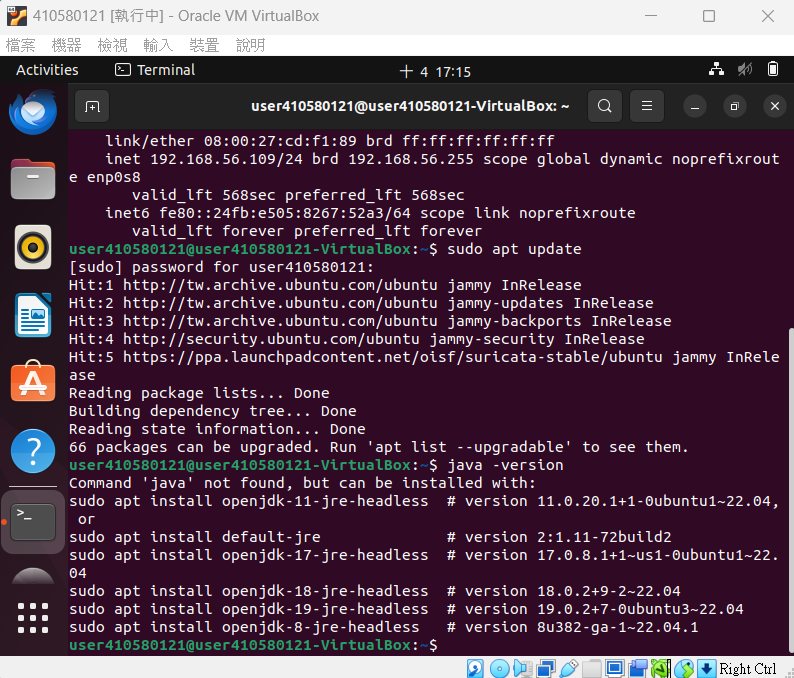 410580121 [執行中] - Oracle VM VirtualBox
檔案 機器 檢視 輸入 裝置 說明
Activities Terminal 十 4 17:15
user410580121@user410580121-VirtualBox: ~
link/ether 08:00:27:cd:f1:89 brd ff:ff:ff:ff:ff:ff
inet 192.168.56.109/24 brd 192.168.56.255 scope global dynamic noprefixrout
e enp0s8
valid_lft 568sec preferred_lft 568sec
inet6 fe80::24fb:e505:8267:52a3/64 scope link noprefixroute
valid_lft forever preferred_lft forever
user410580121@user410580121-VirtualBox:~$ sudo apt update
[sudo] password for user410580121:
Hit:1 http://tw.archive.ubuntu.com/ubuntu jammy InRelease
Hit:2 http://tw.archive.ubuntu.com/ubuntu jammy-updates InRelease
Hit:3 http://tw.archive.ubuntu.com/ubuntu jammy-backports InRelease
Hit:4 http://security.ubuntu.com/ubuntu jammy-security InRelease
Hit:5 https://ppa.launchpadcontent.net/oisf/suricata-stable/ubuntu jammy InRele
ase
Reading package lists... Done
Building dependency tree... Done
Reading state information... Done
66 packages can be upgraded. Run 'apt list --upgradable' to see them.
user410580121@user410580121-VirtualBox:~$ java -version
Command 'java' not found, but can be installed with:
sudo apt install openjdk-11-jre-headless  # version 11.0.20.1+1-0ubuntu1~22.04,
or
sudo apt install default-jre              # version 2:1.11-72build2
sudo apt install openjdk-17-jre-headless  # version 17.0.8.1+1~us1-0ubuntu1~22.
04
sudo apt install openjdk-18-jre-headless  # version 18.0.2+9-2~22.04
sudo apt install openjdk-19-jre-headless  # version 19.0.2+7-0ubuntu3~22.04
sudo apt install openjdk-8-jre-headless   # version 8u382-ga-1~22.04.1
user410580121@user410580121-VirtualBox:~$
Right Ctrl